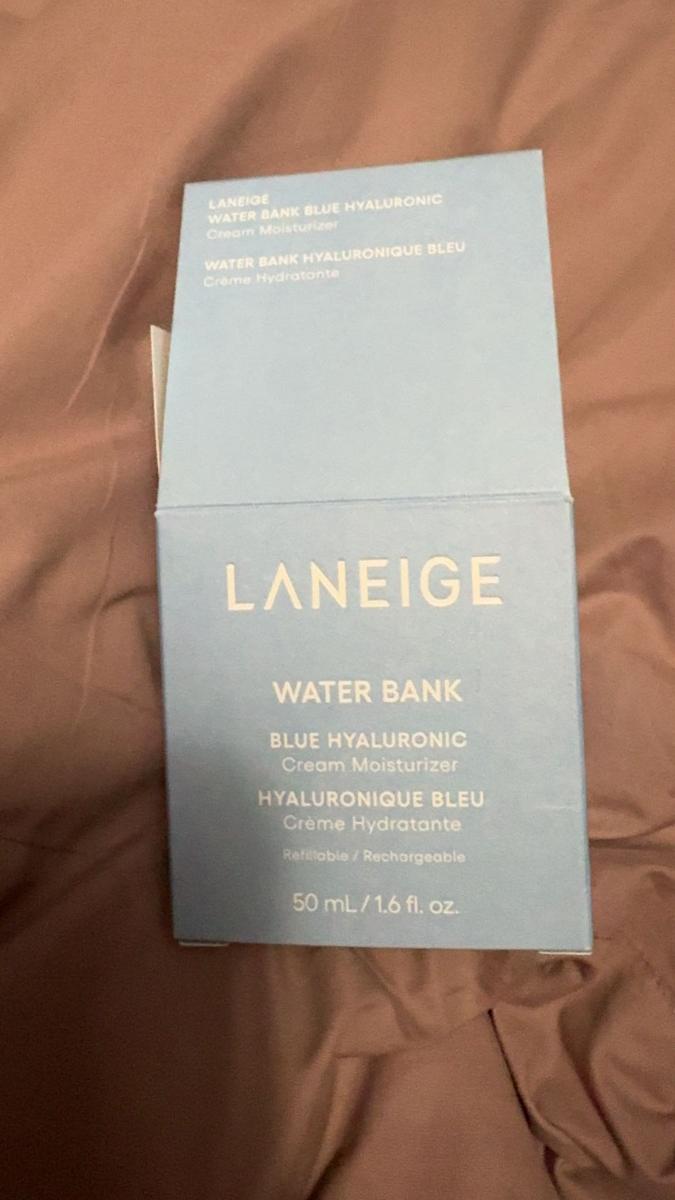 LANEIGE
WATER BANK BLUE HYALURONIC
Cream Moisturizer
WATER BANK HYALURONIQUE BLEU
Crème Hydratante
LANEIGE
WATER BANK
BLUE HYALURONIC
Cream Moisturizer
HYALURONIQUE BLEU
Crème Hydratante
Refillable / Rechargeable
50 mL / 1.6 fl. oz.